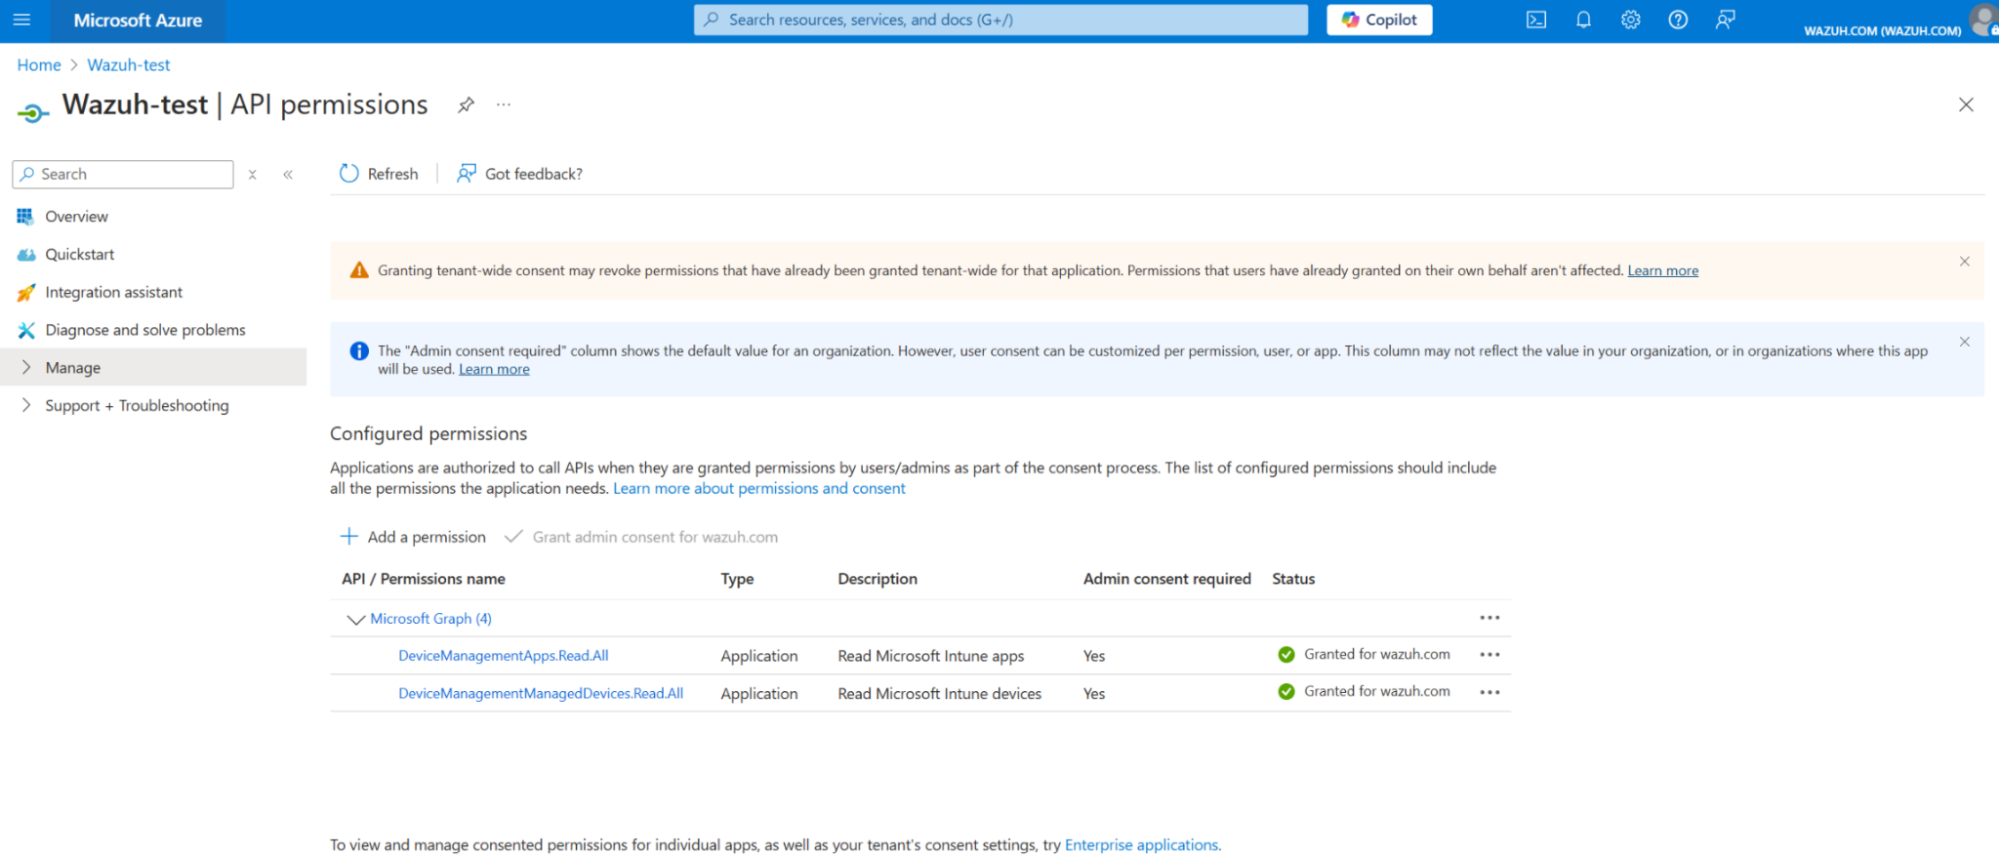 Microsoft Azure
Search resources, services, and docs (G+/)
Copilot
WAZUH.COM (WAZUH.COM)
Home > Wazuh-test
Wazuh-test | API permissions
Search
Refresh
Got feedback?
Overview
Quickstart
Integration assistant
Diagnose and solve problems
Manage
Support + Troubleshooting
Granting tenant-wide consent may revoke permissions that have already been granted tenant-wide for that application. Permissions that users have already granted on their own behalf aren't affected. Learn more
The "Admin consent required" column shows the default value for an organization. However, user consent can be customized per permission, user, or app. This column may not reflect the value in your organization, or in organizations where this app
will be used. Learn more
Configured permissions
Applications are authorized to call APIs when they are granted permissions by users/admins as part of the consent process. The list of configured permissions should include
all the permissions the application needs. Learn more about permissions and consent
Add a permission Grant admin consent for wazuh.com
API / Permissions name Type Description Admin consent required Status
Microsoft Graph (4)
DeviceManagementApps.Read.All Application Read Microsoft Intune apps Yes Granted for wazuh.com
DeviceManagementManagedDevices.Read.All Application Read Microsoft Intune devices Yes Granted for wazuh.com
To view and manage consented permissions for individual apps, as well as your tenant's consent settings, try Enterprise applications.